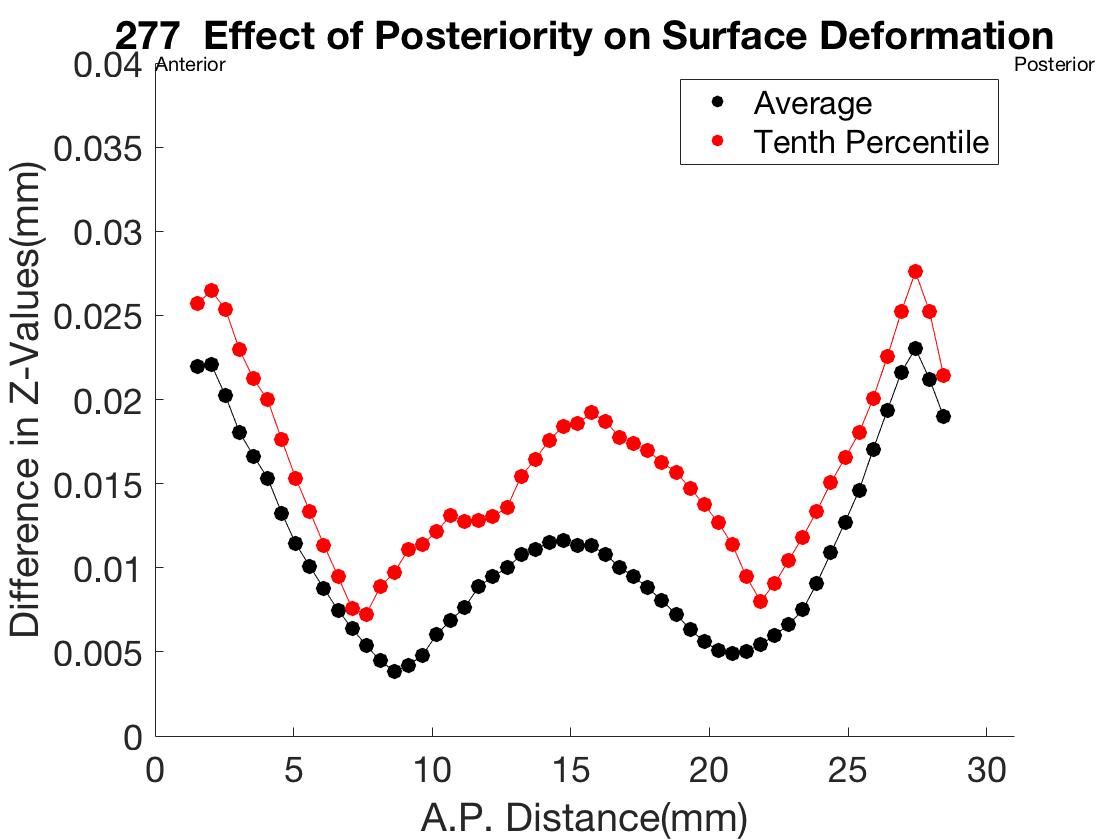 277 Effect of Posteriority on Surface Deformation
Anterior
Posterior
Average
Tenth Percentile
Difference in Z-Values(mm)
0.04
0.035
0.03
0.025
0.02
0.015
0.01
0.005
0
0 5 10 15 20 25 30
A.P. Distance(mm)